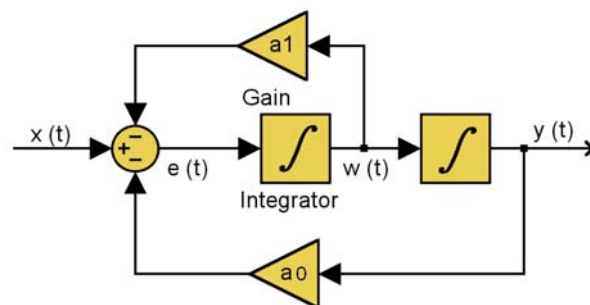 a1
Gain
x (t)
+
−
−
e (t)
∫
w (t)
∫
y (t)
Integrator
a0